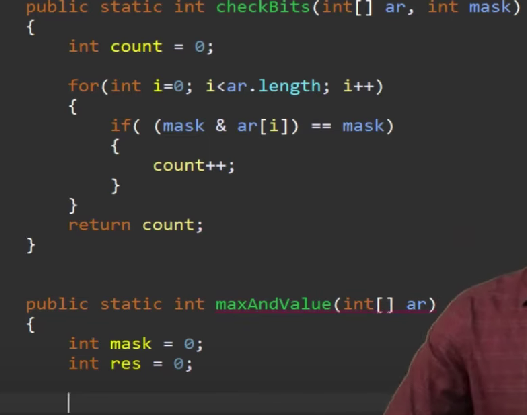 public static int checkBits(int[] ar, int mask)
{
int count = 0;
for(int i=0; i<ar.length; i++)
{
if( (mask & ar[i]) == mask)
{
count++;
}
}
return count;
}
public static int maxAndValue(int[] ar)
{
int mask = 0;
int res = 0;